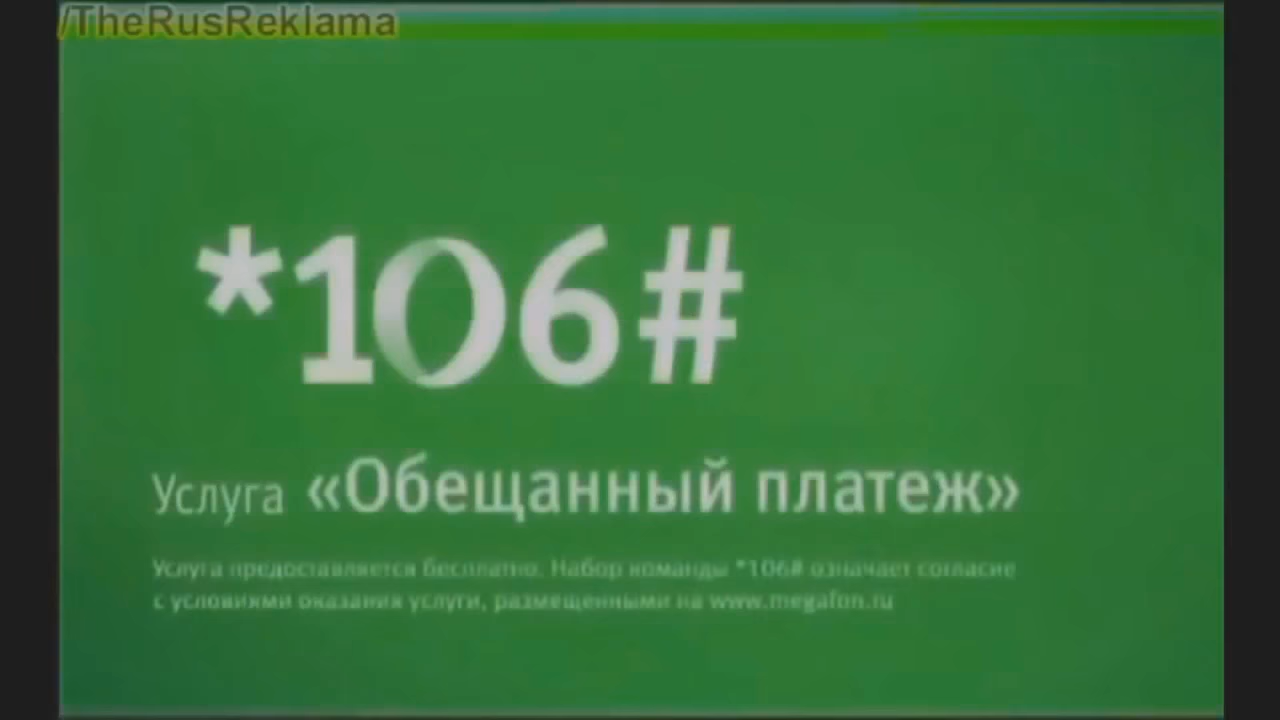 /TheRusReklama
*106#
Услуга «Обещанный платеж»
Услуга предоставляется бесплатно. Набор команды *106# означает согласие
с условиями оказания услуги, размещенными на www.megafon.ru